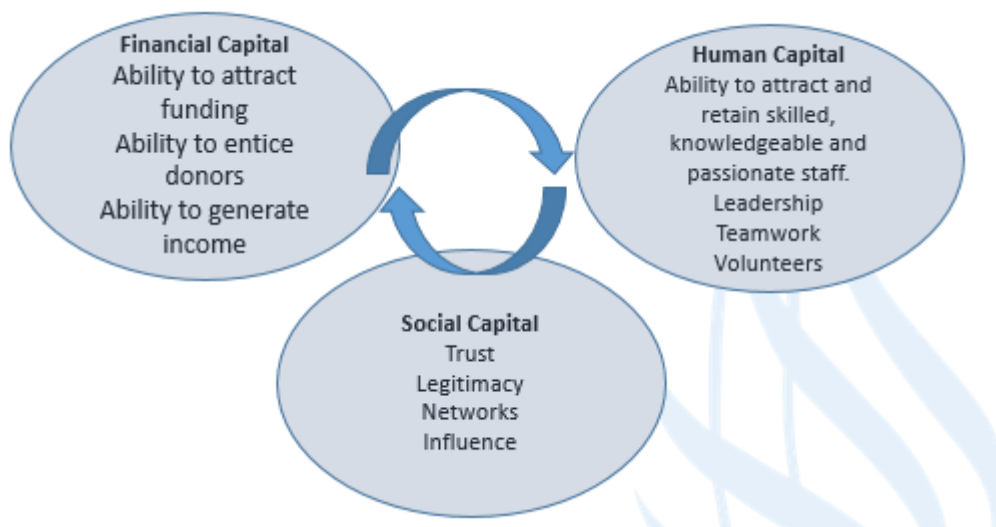 Financial Capital
Ability to attract
funding
Ability to entice
donors
Ability to generate
income
Human Capital
Ability to attract and
retain skilled,
knowledgeable and
passionate staff.
Leadership
Teamwork
Volunteers
Social Capital
Trust
Legitimacy
Networks
Influence